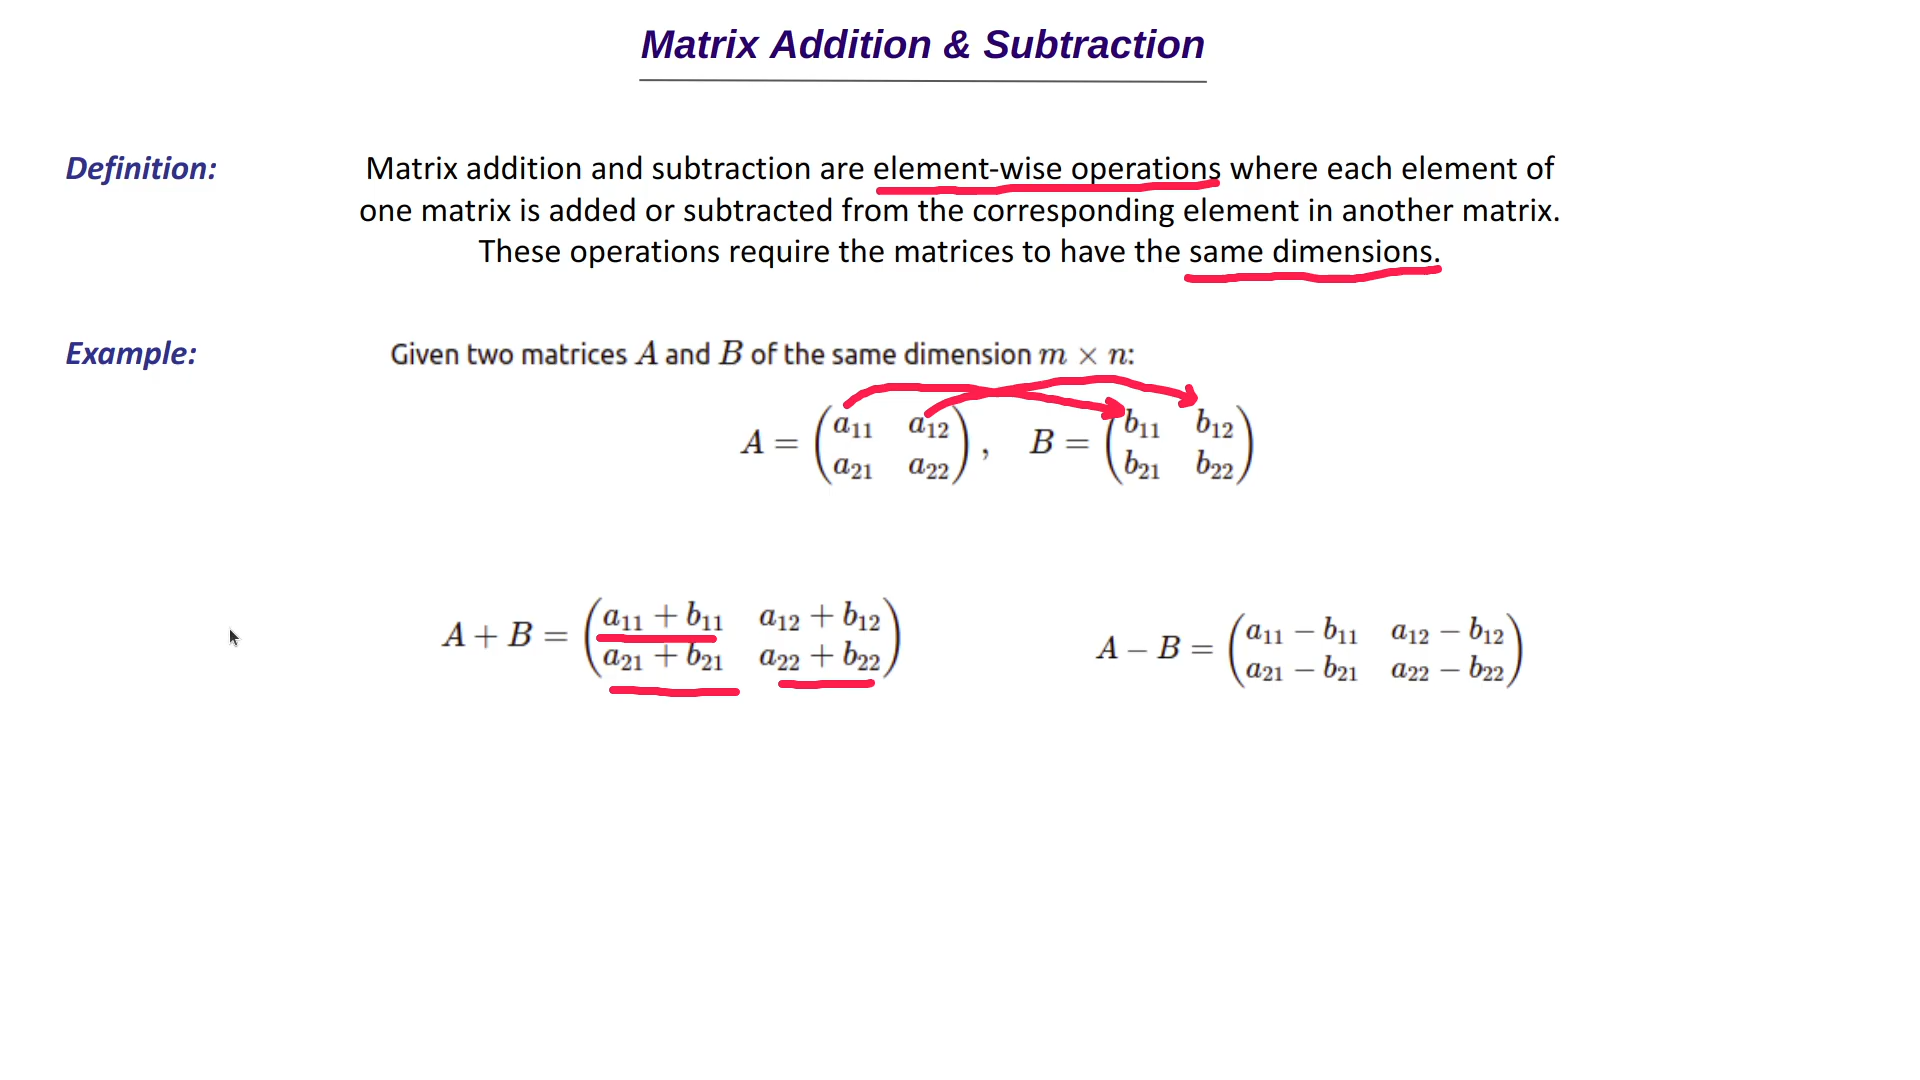 Matrix Addition & Subtraction
Definition:
Matrix addition and subtraction are element-wise operations where each element of
one matrix is added or subtracted from the corresponding element in another matrix.
These operations require the matrices to have the same dimensions.
Example:
Given two matrices A and B of the same dimension m × n:
A = ( a₁₁ a₁₂
a₂₁ a₂₂ ) , B = ( b₁₁ b₁₂
b₂₁ b₂₂ )
A + B = ( a₁₁ + b₁₁ a₁₂ + b₁₂
a₂₁ + b₂₁ a₂₂ + b₂₂ )
A − B = ( a₁₁ − b₁₁ a₁₂ − b₁₂
a₂₁ − b₂₁ a₂₂ − b₂₂ )